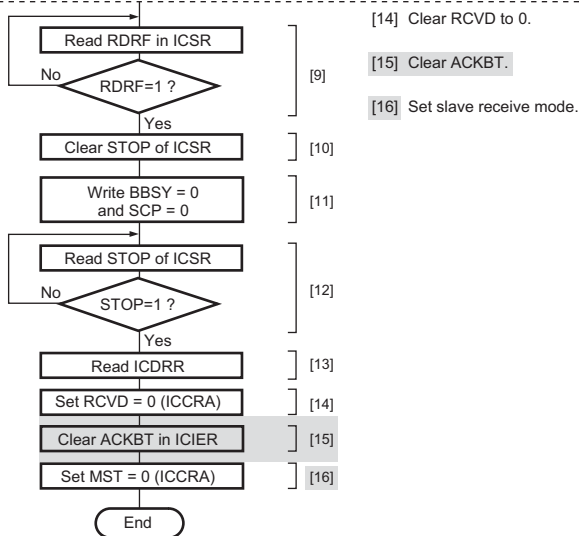 Read RDRF in ICSR
No
RDRF=1 ?
[9]
Yes
Clear STOP of ICSR
[10]
Write BBSY = 0
and SCP = 0
[11]
Read STOP of ICSR
No
STOP=1 ?
[12]
Yes
Read ICDRR
[13]
Set RCVD = 0 (ICCRA)
[14]
Clear ACKBT in ICIER
[15]
Set MST = 0 (ICCRA)
[16]
End
[14] Clear RCVD to 0.
[15] Clear ACKBT.
[16] Set slave receive mode.